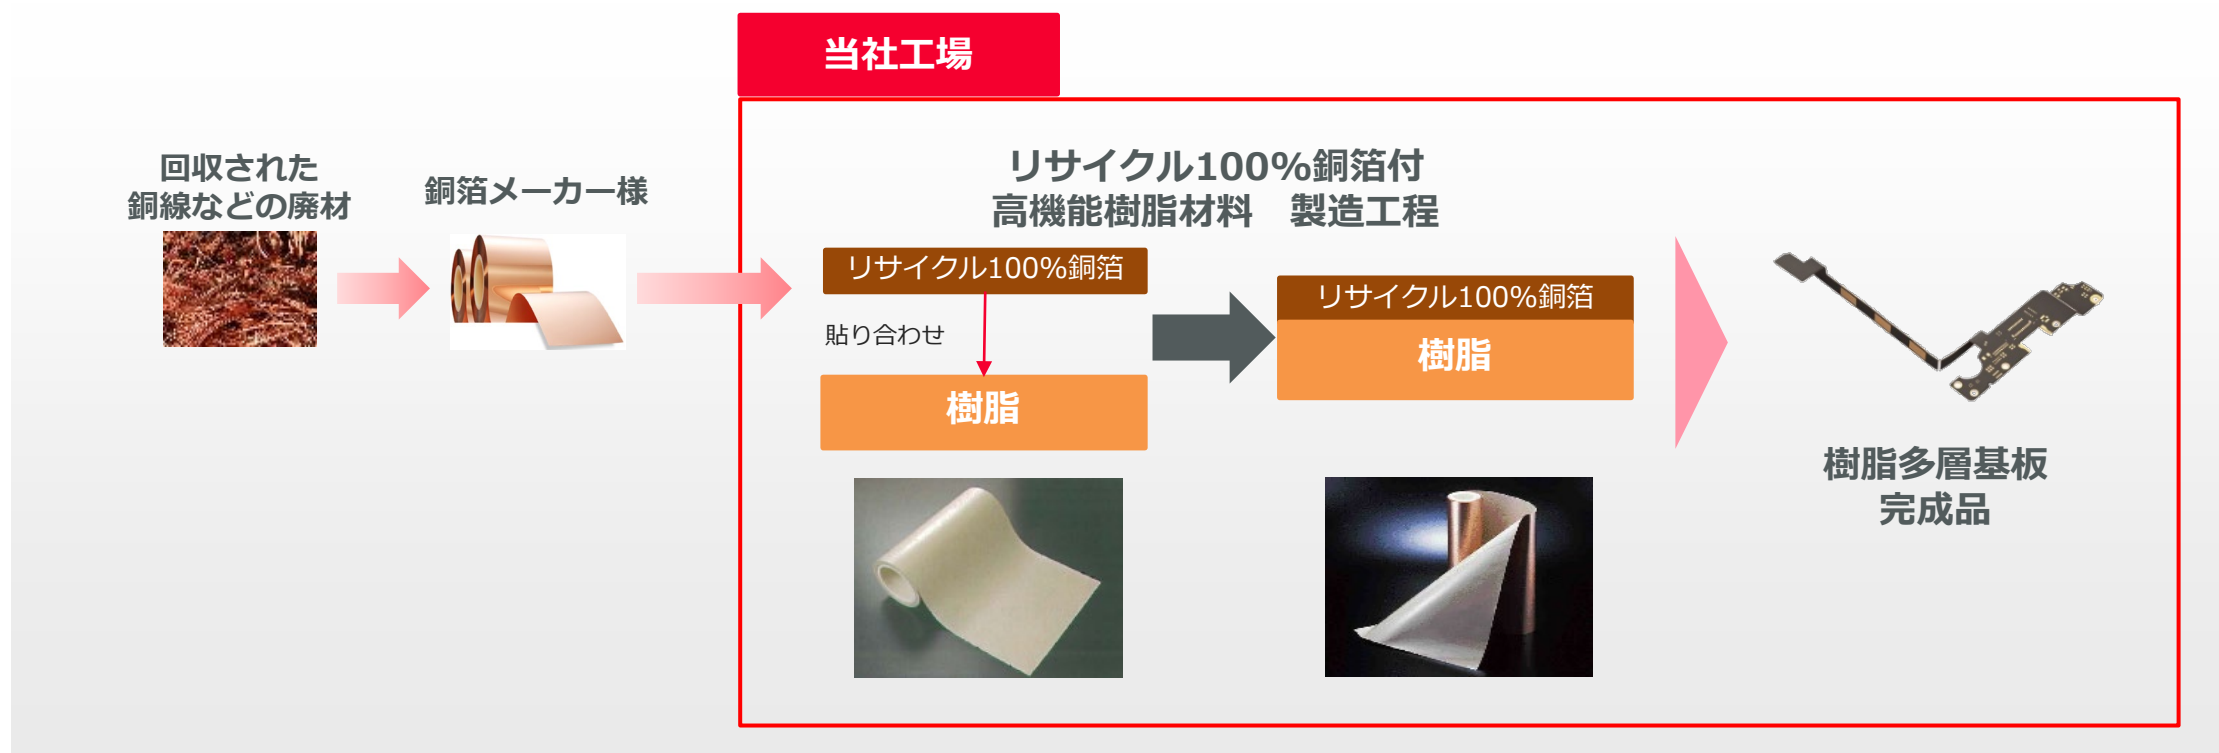 当社工場
回収された
銅線などの廃材
銅箔メーカー様
リサイクル100%銅箔付
高機能樹脂材料　製造工程
リサイクル100%銅箔
貼り合わせ
樹脂
リサイクル100%銅箔
樹脂
樹脂多層基板
完成品